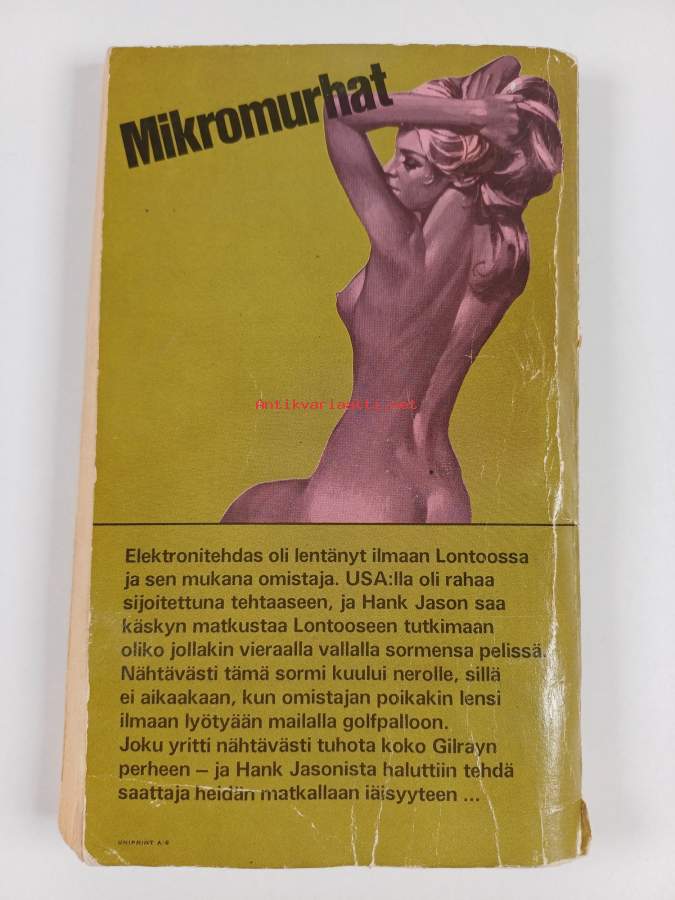 Mikromurhat
Antikvariaatti.net
Elektronitehdas oli lentänyt ilmaan Lontoossa
ja sen mukana omistaja. USA:lla oli rahaa
sijoitettuna tehtaaseen, ja Hank Jason saa
käskyn matkustaa Lontooseen tutkimaan
oliko jollakin vieraalla vallalla sormensa pelissä.
Nähtävästi tämä sormi kuului nerolle, sillä
ei aikaakaan, kun omistajan poikakin lensi
ilmaan lyötyään mailalla golfpalloon.
Joku yritti nähtävästi tuhota koko Gilrayn
perheen – ja Hank Jasonista haluttiin tehdä
saattaja heidän matkallaan iäisyyteen ...
UNIPRINT A/S